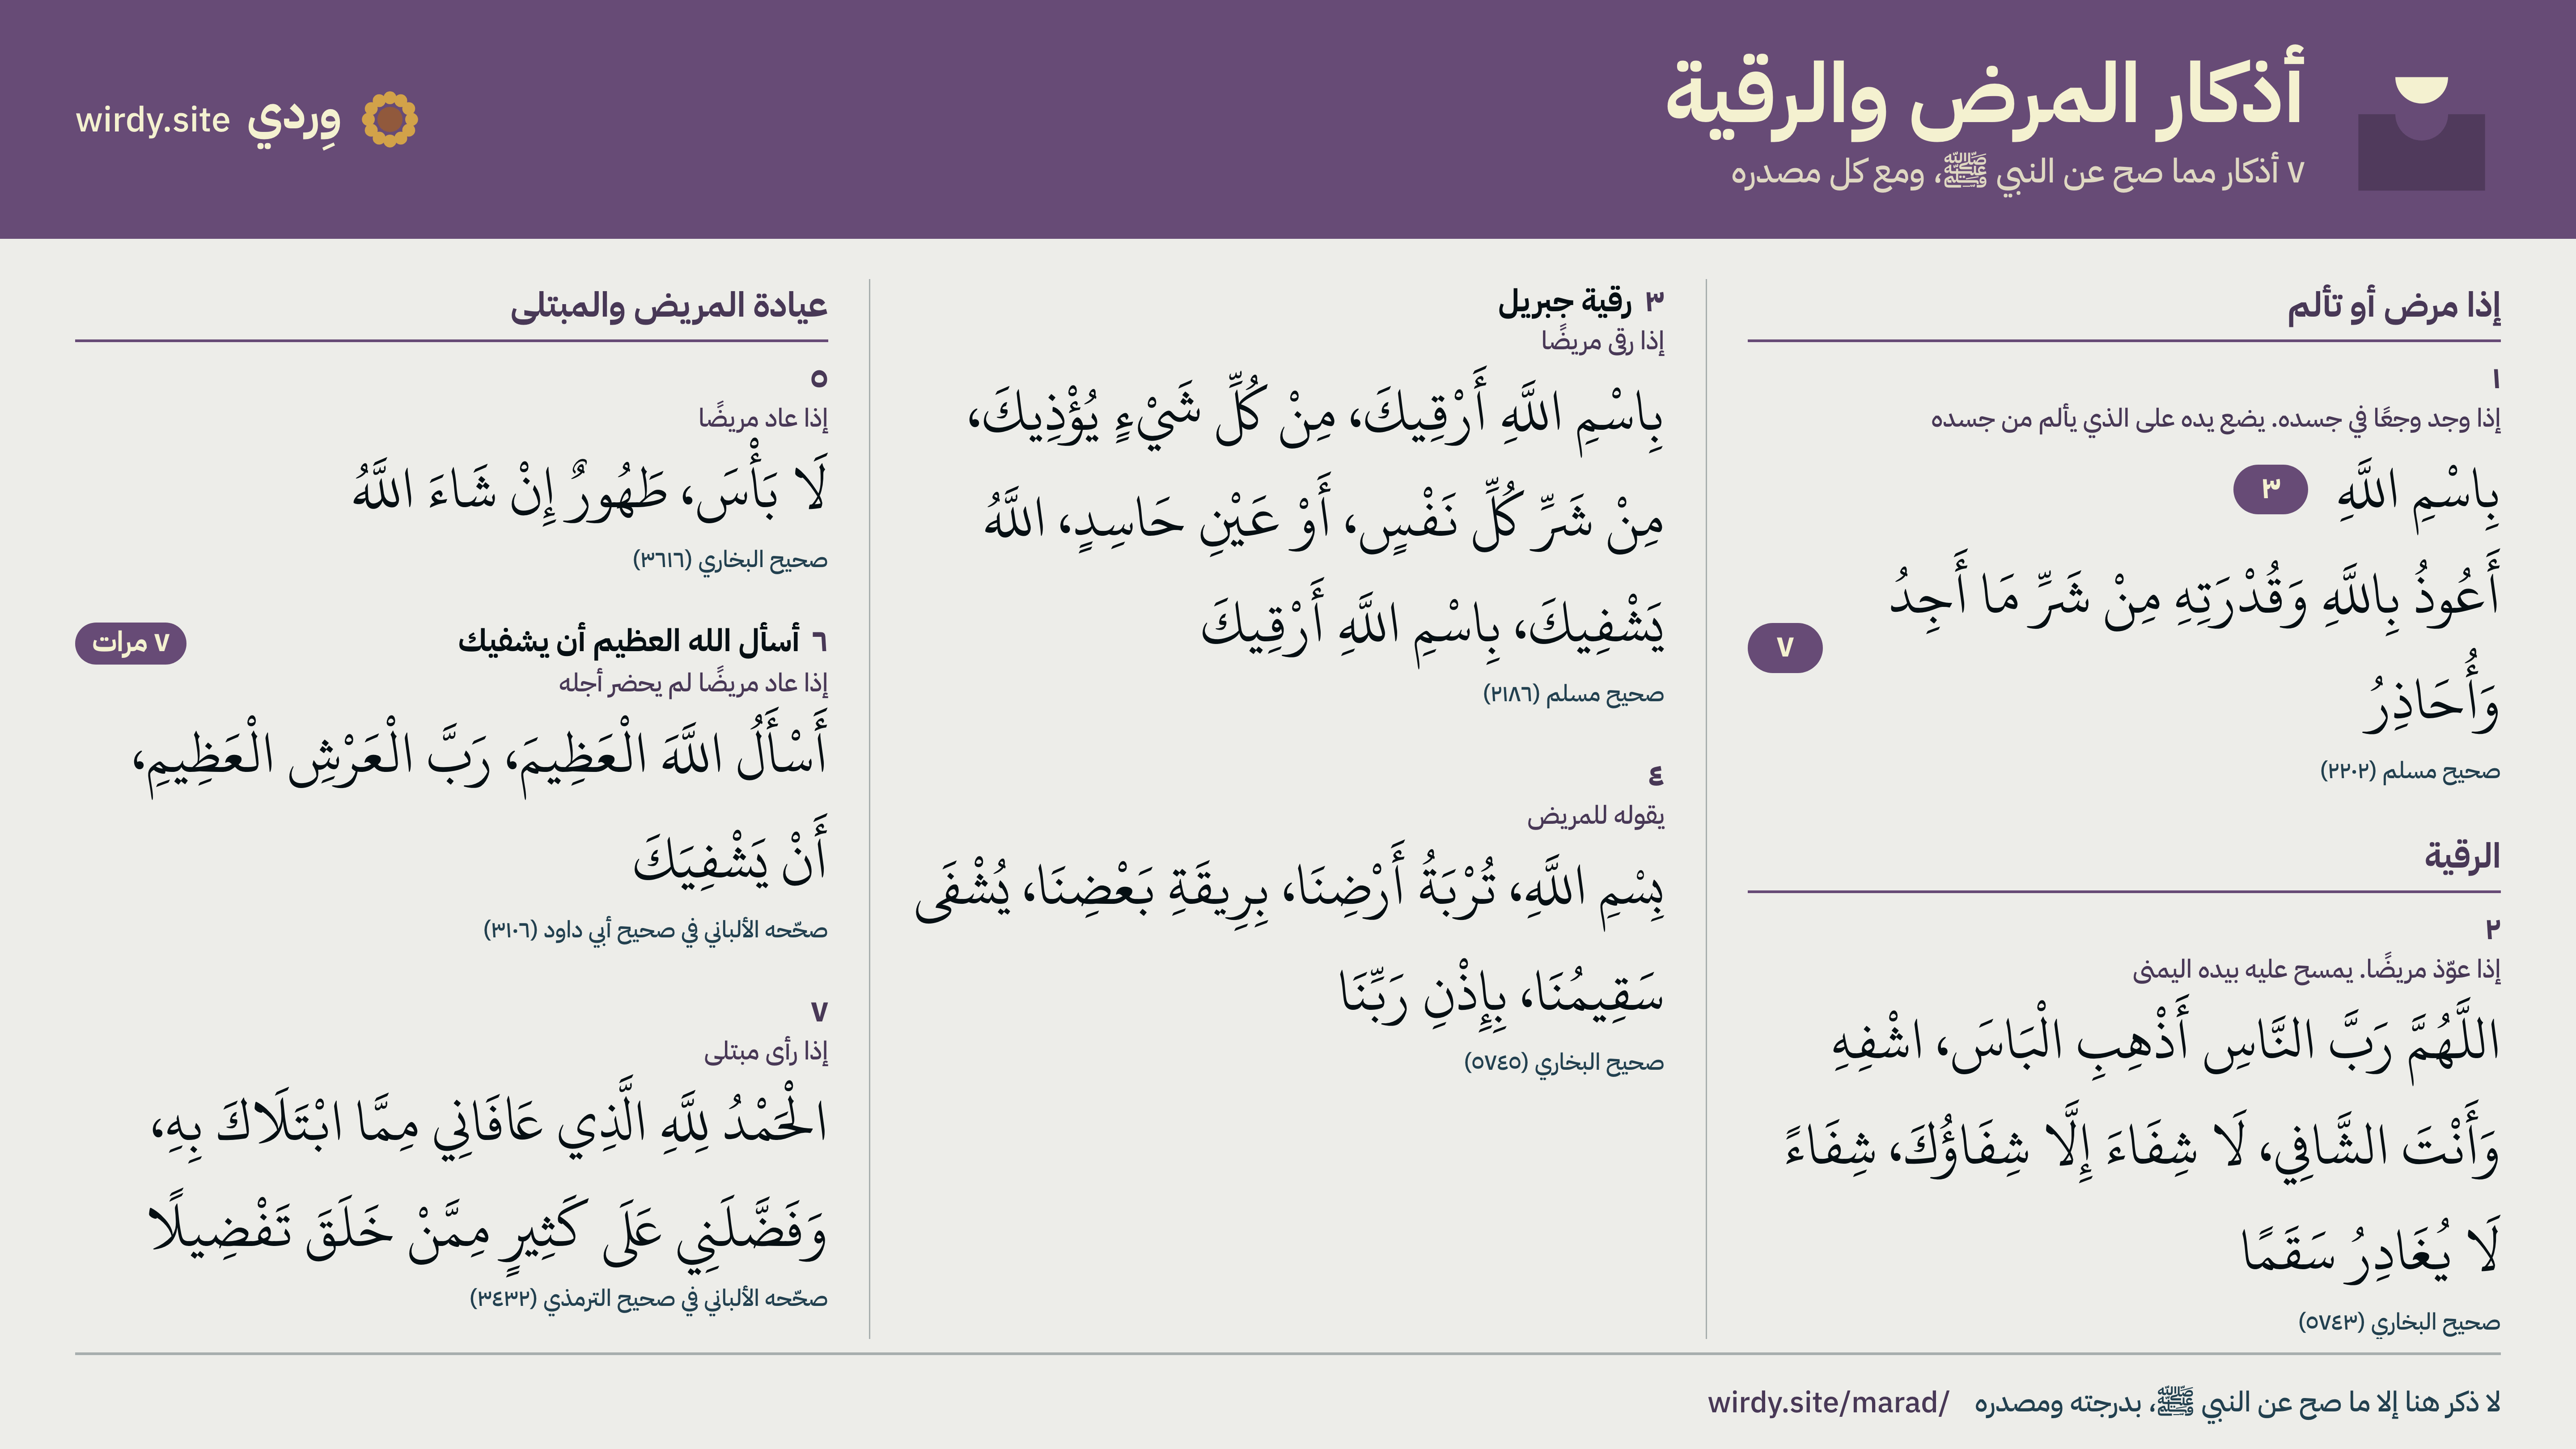 أذكار المرض والرقية
٧ أذكار مما صح عن النبي ﷺ، ومع كل مصدره
وِردي wirdy.site
إذا مرض أو تألم
١
إذا وجد وجعًا في جسده. يضع يده على الذي يألم من جسده
بِاسْمِ اللَّهِ ٣
أَعُوذُ بِاللَّهِ وَقُدْرَتِهِ مِنْ شَرِّ مَا أَجِدُ
وَأُحَاذِرُ
٧
صحيح مسلم (٢٢٠٢)
الرقية
٢
إذا عوّذ مريضًا. يمسح عليه بيده اليمنى
اللَّهُمَّ رَبَّ النَّاسِ أَذْهِبِ الْبَاسَ، اشْفِهِ
وَأَنْتَ الشَّافِي، لَا شِفَاءَ إِلَّا شِفَاؤُكَ، شِفَاءً
لَا يُغَادِرُ سَقَمًا
صحيح البخاري (٥٧٤٣)
٣ رقية جبريل
إذا رقى مريضًا
بِاسْمِ اللَّهِ أَرْقِيكَ، مِنْ كُلِّ شَيْءٍ يُؤْذِيكَ،
مِنْ شَرِّ كُلِّ نَفْسٍ، أَوْ عَيْنِ حَاسِدٍ، اللَّهُ
يَشْفِيكَ، بِاسْمِ اللَّهِ أَرْقِيكَ
صحيح مسلم (٢١٨٦)
٤
يقوله للمريض
بِسْمِ اللَّهِ، تُرْبَةُ أَرْضِنَا، بِرِيقَةِ بَعْضِنَا، يُشْفَى
سَقِيمُنَا، بِإِذْنِ رَبِّنَا
صحيح البخاري (٥٧٤٥)
عيادة المريض والمبتلى
٥
إذا عاد مريضًا
لَا بَأْسَ، طَهُورٌ إِنْ شَاءَ اللَّهُ
صحيح البخاري (٣٦١٦)
٦ أسأل الله العظيم أن يشفيك ٧ مرات
إذا عاد مريضًا لم يحضر أجله
أَسْأَلُ اللَّهَ الْعَظِيمَ، رَبَّ الْعَرْشِ الْعَظِيمِ،
أَنْ يَشْفِيَكَ
صحّحه الألباني في صحيح أبي داود (٣١٠٦)
٧
إذا رأى مبتلى
الْحَمْدُ لِلَّهِ الَّذِي عَافَانِي مِمَّا ابْتَلَاكَ بِهِ،
وَفَضَّلَنِي عَلَى كَثِيرٍ مِمَّنْ خَلَقَ تَفْضِيلًا
صحّحه الألباني في صحيح الترمذي (٣٤٣٢)
لا ذكر هنا إلا ما صح عن النبي ﷺ، بدرجته ومصدره wirdy.site/marad/